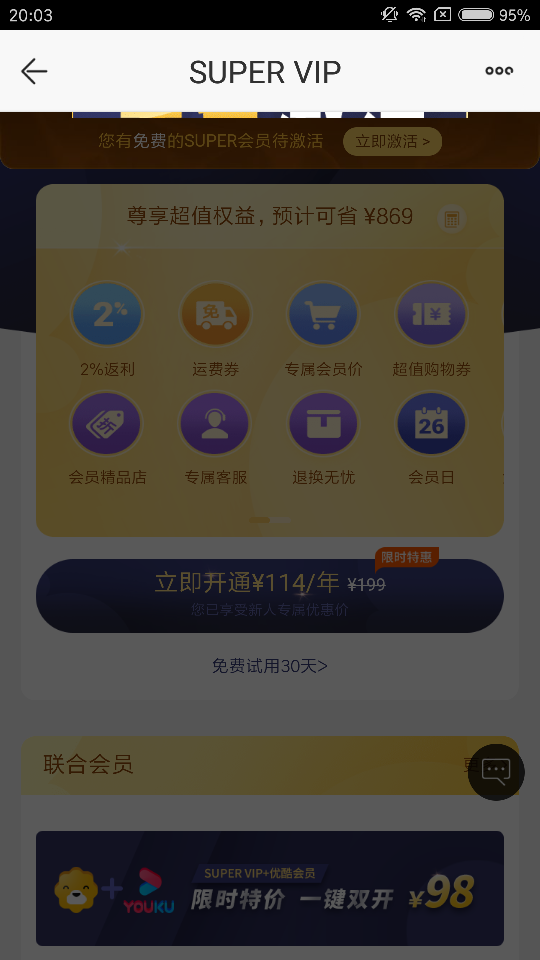 20:03
95%
SUPER VIP
您有免费的SUPER会员待激活
立即激活 >
尊享超值权益，预计可省 ¥869
2%
免
¥
2%返利
运费券
专属会员价
超值购物券
折
26
会员精品店
专属客服
退换无忧
会员日
限时特惠
立即开通¥114/年 ¥199
您已享受新人专属优惠价
免费试用30天>
联合会员
SUPER VIP+优酷会员
YOUKU
限时特价 一键双开 ¥98